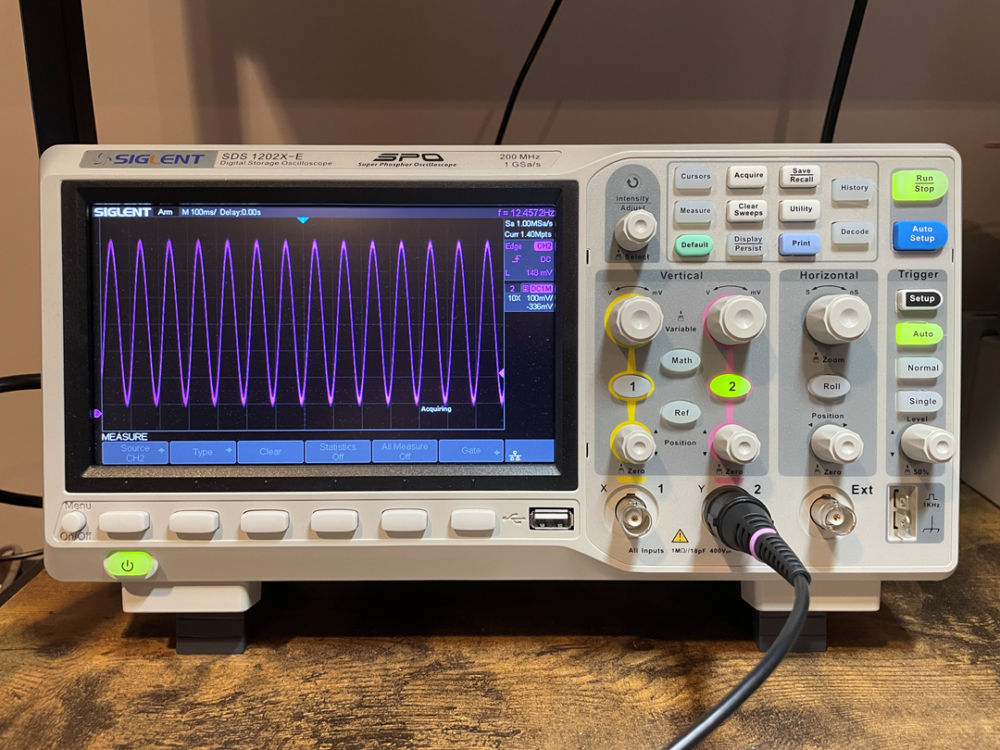 SIGLENT
SDS 1202X-E
Digital Storage Oscilloscope
SPO
Super Phosphor Oscilloscope
200 MHz
1 GSa/s
SIGLENT Arm M 100ms/ Delay:0.00s
f = 12.4572Hz
Sa 1.00MSa/s
Curr 1.40Mpts
Edge CH2
DC
L 148 mV
2 DC1M
10X 100mV/
-336mV
Acquiring
MEASURE
Source
CH2
Type
Clear
Statistics
Off
All Measure
Off
Gate
Menu
On/Off
Intensity
Adjust
Select
Cursors
Acquire
Save
Recall
History
Measure
Clear
Sweeps
Utility
Default
Display
Persist
Print
Decode
Run
Stop
Auto
Setup
Vertical
V mV
V mV
Variable
Math
1
2
Ref
Position
Zero
Zero
X 1
Y 2
All Inputs
1MΩ//18pF 400Vpk
Horizontal
S nS
Zoom
Roll
Position
Zero
Ext
Trigger
Setup
Auto
Normal
Single
Level
50%
1KHz